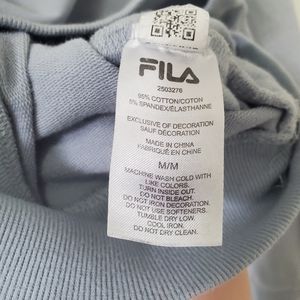 FILA
2503276
95% COTTON/COTON
5% SPANDEX/ÉLASTHANNE
EXCLUSIVE OF DECORATION
SAUF DÉCORATION
MADE IN CHINA
FABRIQUÉ EN CHINE
M/M
MACHINE WASH COLD WITH
LIKE COLORS.
TURN INSIDE OUT.
DO NOT BLEACH.
DO NOT IRON DECORATION.
DO NOT USE SOFTENERS.
TUMBLE DRY LOW.
COOL IRON.
DO NOT DRY CLEAN.